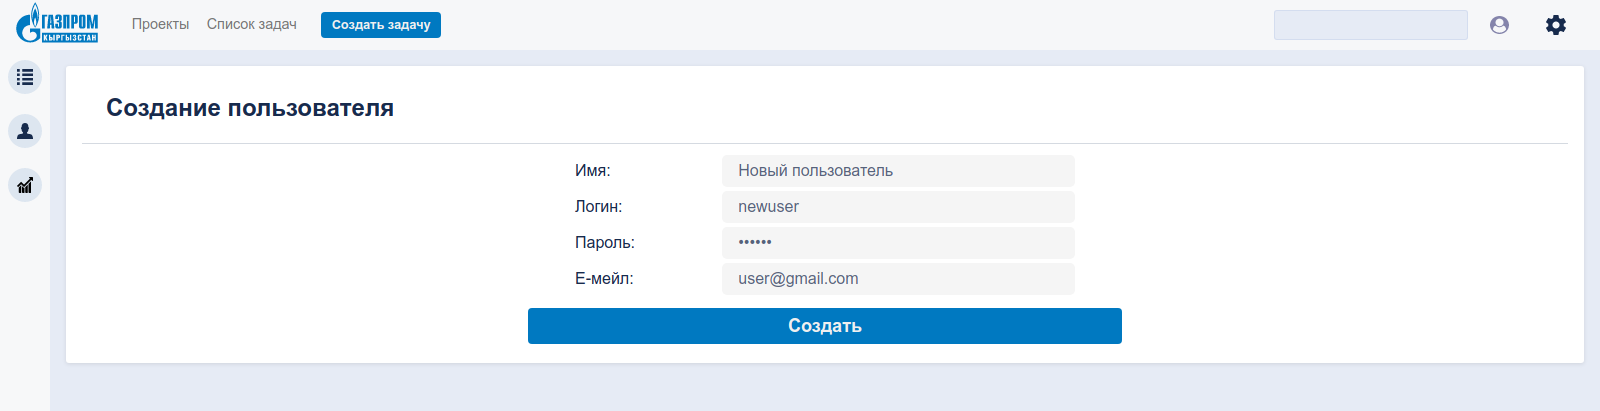 ГАЗПРОМ
КЫРГЫЗСТАН
Проекты Список задач Создать задачу
Создание пользователя
Имя: Новый пользователь
Логин: newuser
Пароль: ••••••
Е-мейл: user@gmail.com
Создать